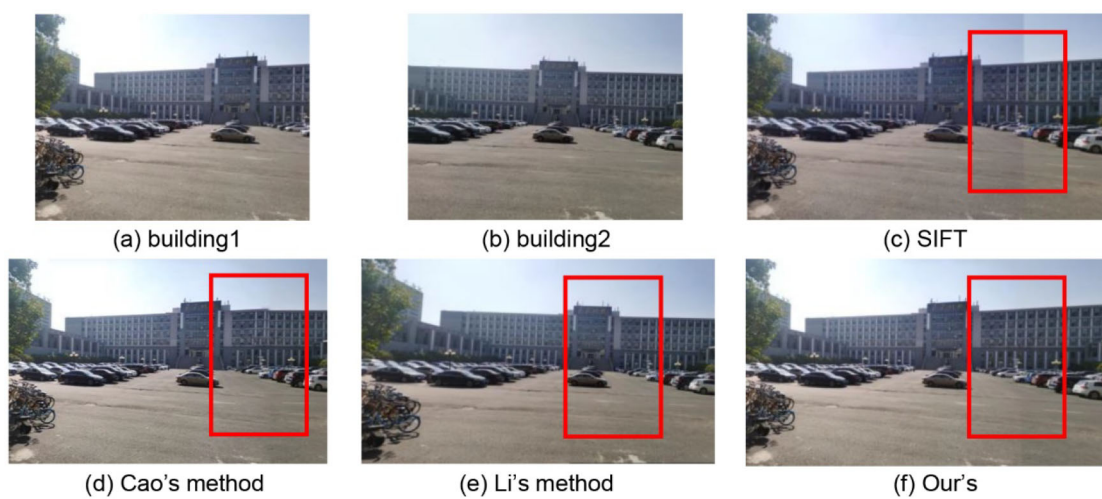 (a) building1
(b) building2
(c) SIFT
(d) Cao's method
(e) Li's method
(f) Our's